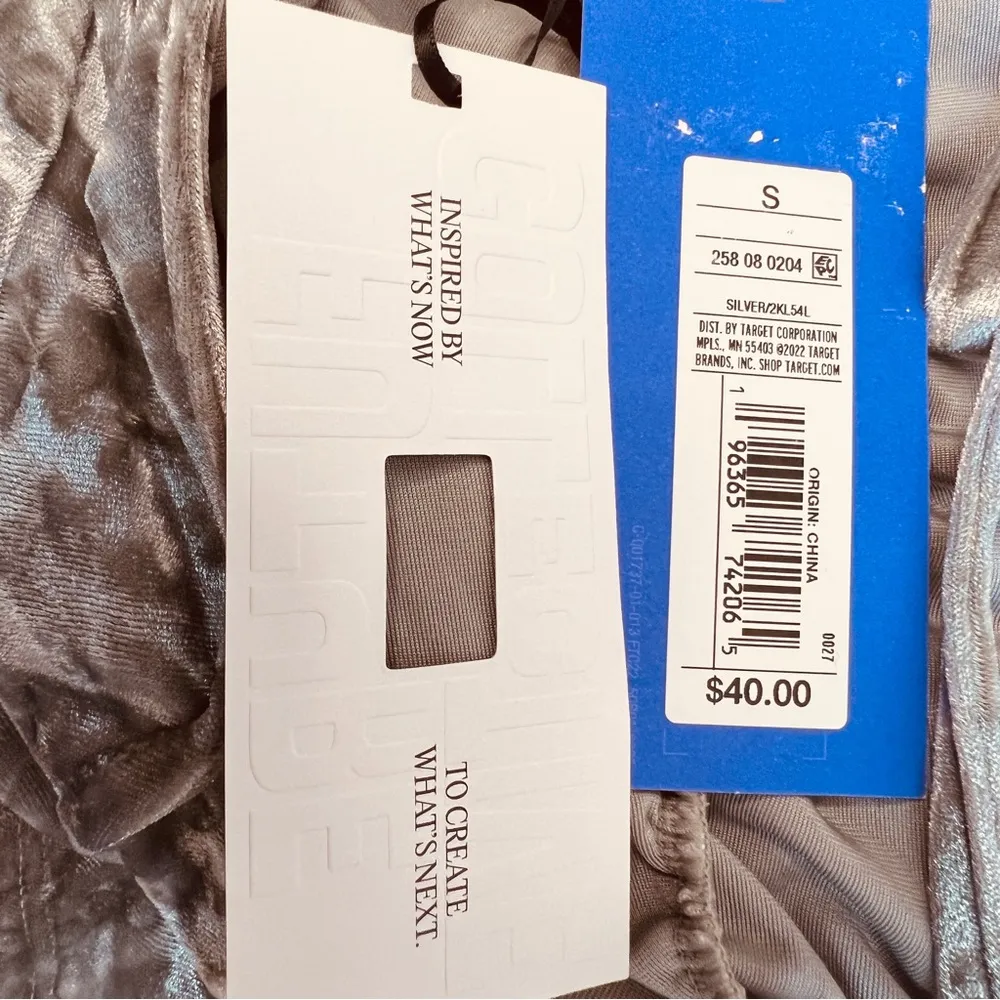 INSPIRED BY
WHAT'S NOW
TO CREATE
WHAT'S NEXT.
S
258 08 0204
SILVER/2KL54L
DIST. BY TARGET CORPORATION
MPLS., MN 55403 ©2022 TARGET
BRANDS, INC. SHOP TARGET.COM
ORIGIN: CHINA
1 96365 74206 5
0027
$40.00